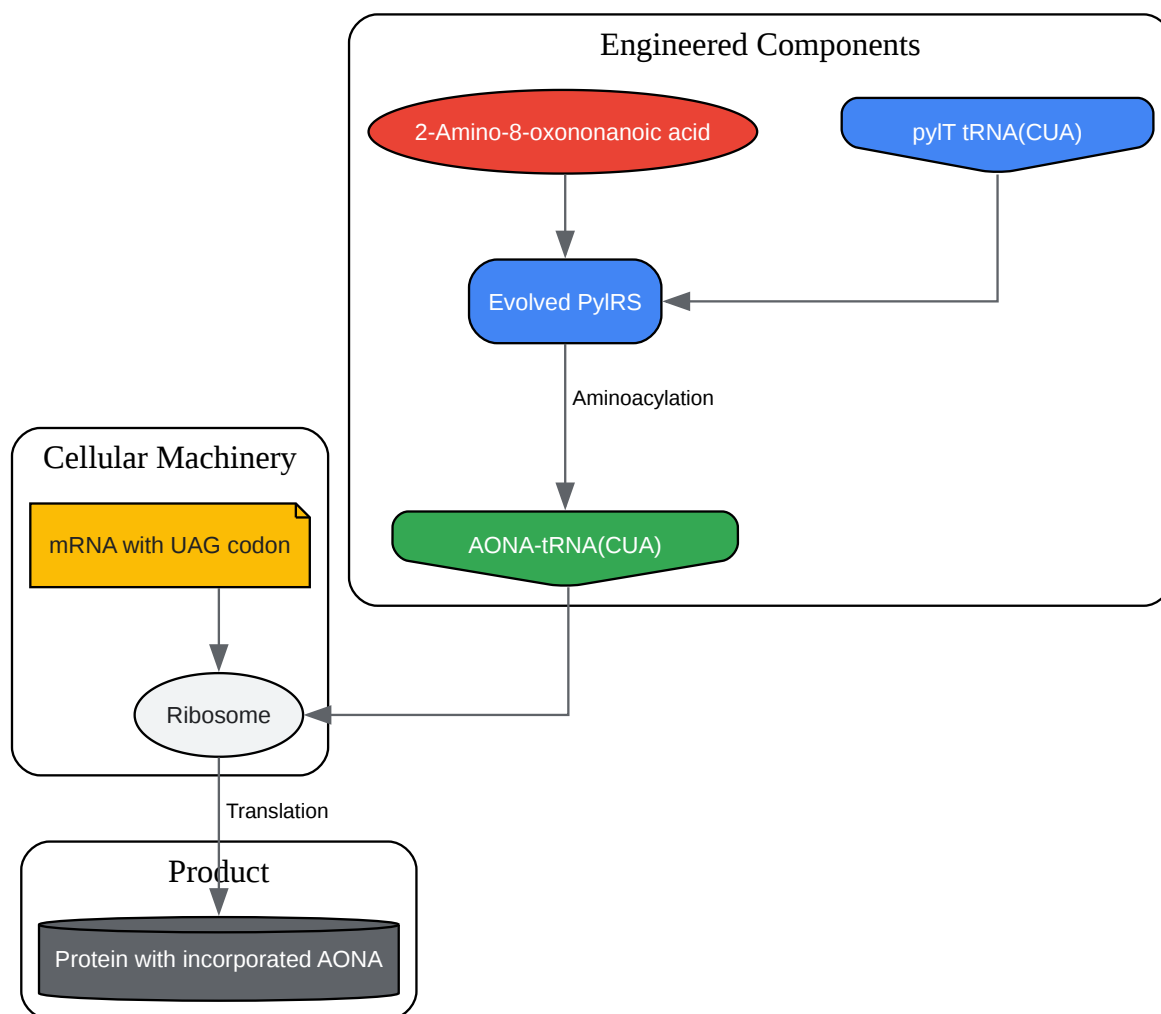 Engineered Components
2-Amino-8-oxononanoic acid
pylT tRNA(CUA)
Evolved PylRS
Aminoacylation
Cellular Machinery
mRNA with UAG codon
AONA-tRNA(CUA)
Ribosome
Translation
Product
Protein with incorporated AONA